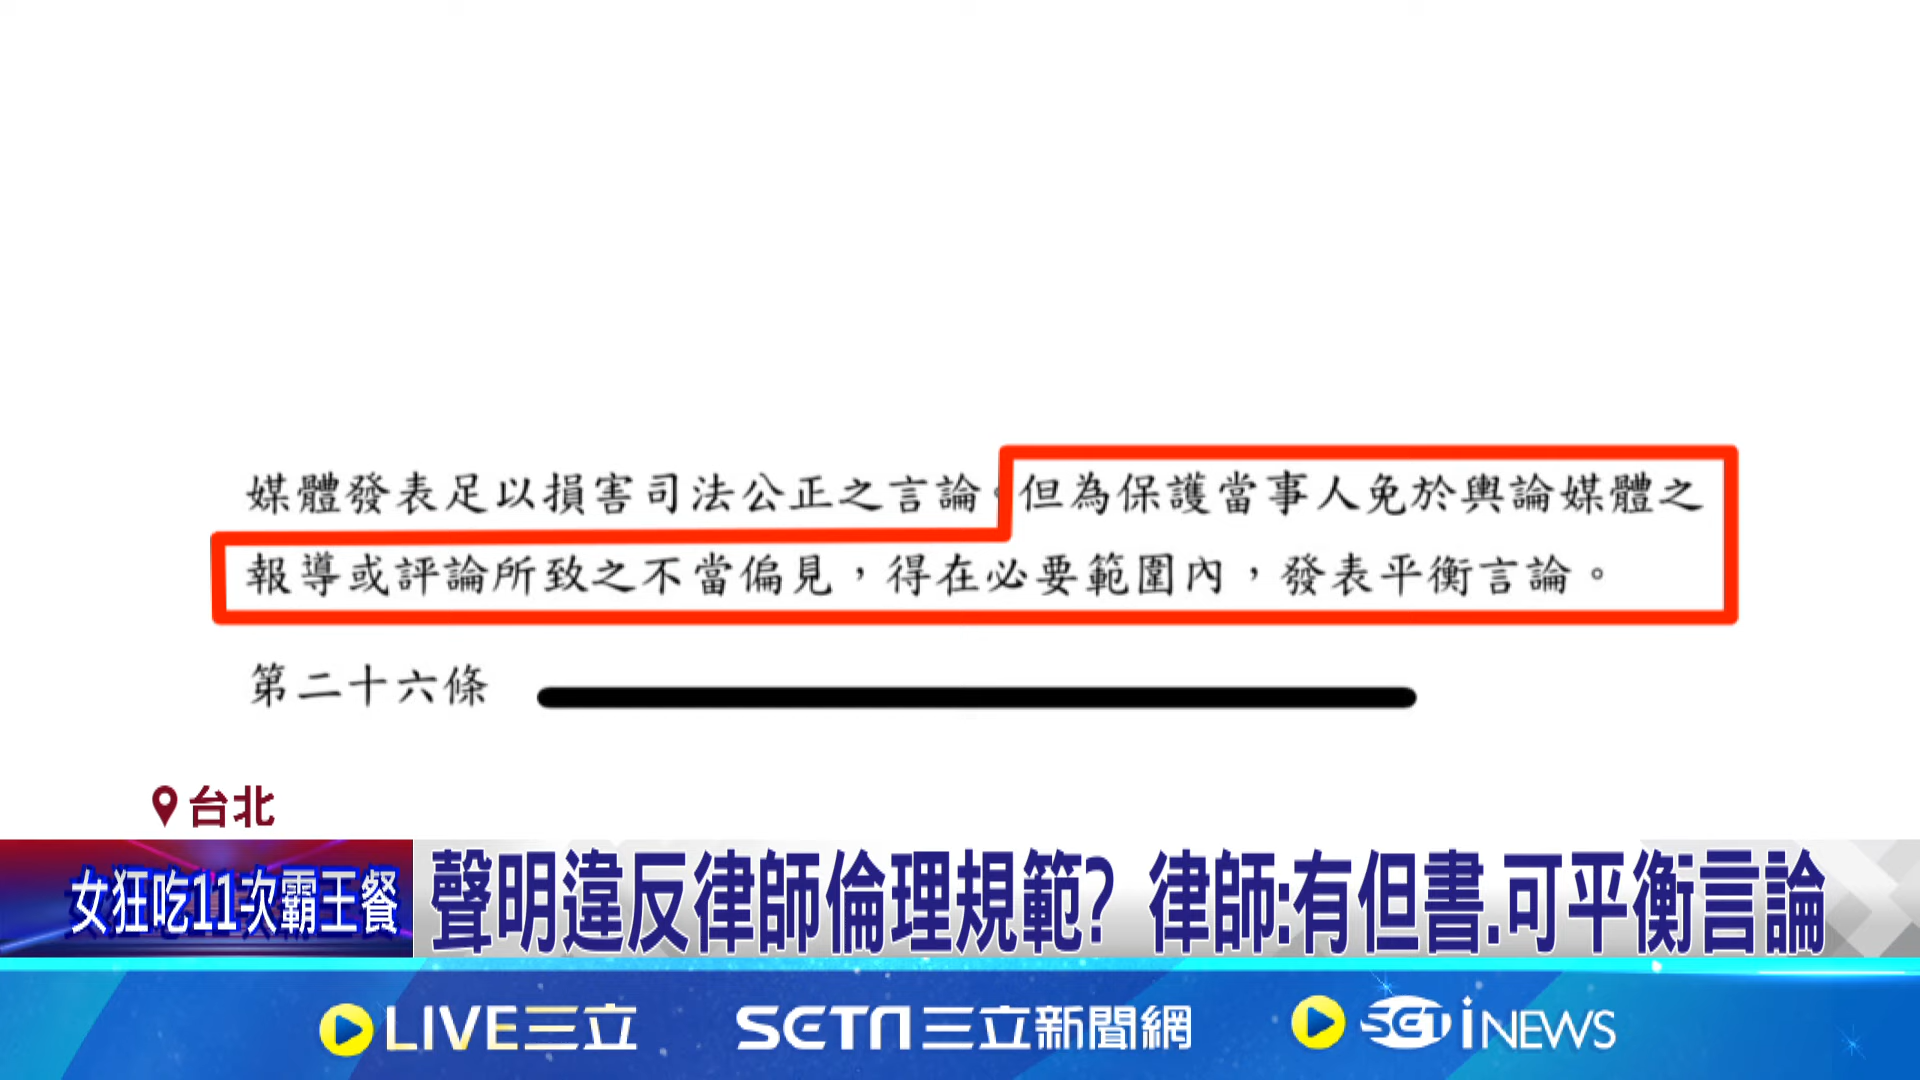 媒體發表足以損害司法公正之言論。但為保護當事人免於輿論媒體之
報導或評論所致之不當偏見，得在必要範圍內，發表平衡言論。
第二十六條
台北
女狂吃11次霸王餐
聲明違反律師倫理規範? 律師:有但書.可平衡言論
LIVE三立
SETN三立新聞網
SET iNEWS